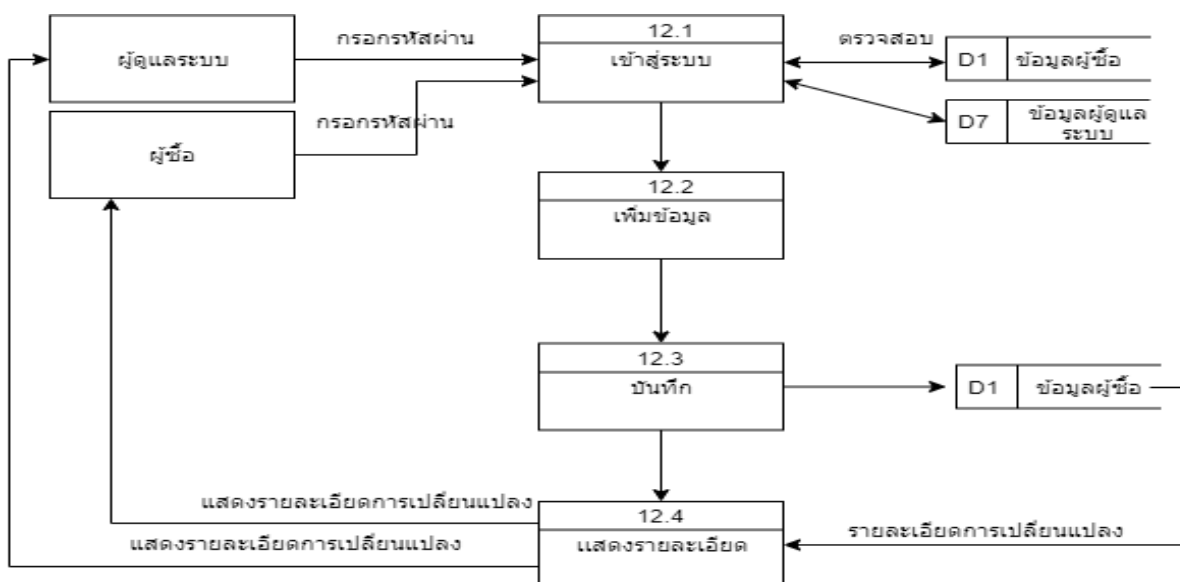 ผู้ดูแลระบบ
กรอกรหัสผ่าน
12.1
เข้าสู่ระบบ
ตรวจสอบ
D1 ข้อมูลผู้ซื้อ
ผู้ซื้อ
กรอกรหัสผ่าน
D7 ข้อมูลผู้ดูแล
ระบบ
12.2
เพิ่มข้อมูล
12.3
บันทึก
D1 ข้อมูลผู้ซื้อ
แสดงรายละเอียดการเปลี่ยนแปลง
แสดงรายละเอียดการเปลี่ยนแปลง
12.4
แสดงรายละเอียด
รายละเอียดการเปลี่ยนแปลง